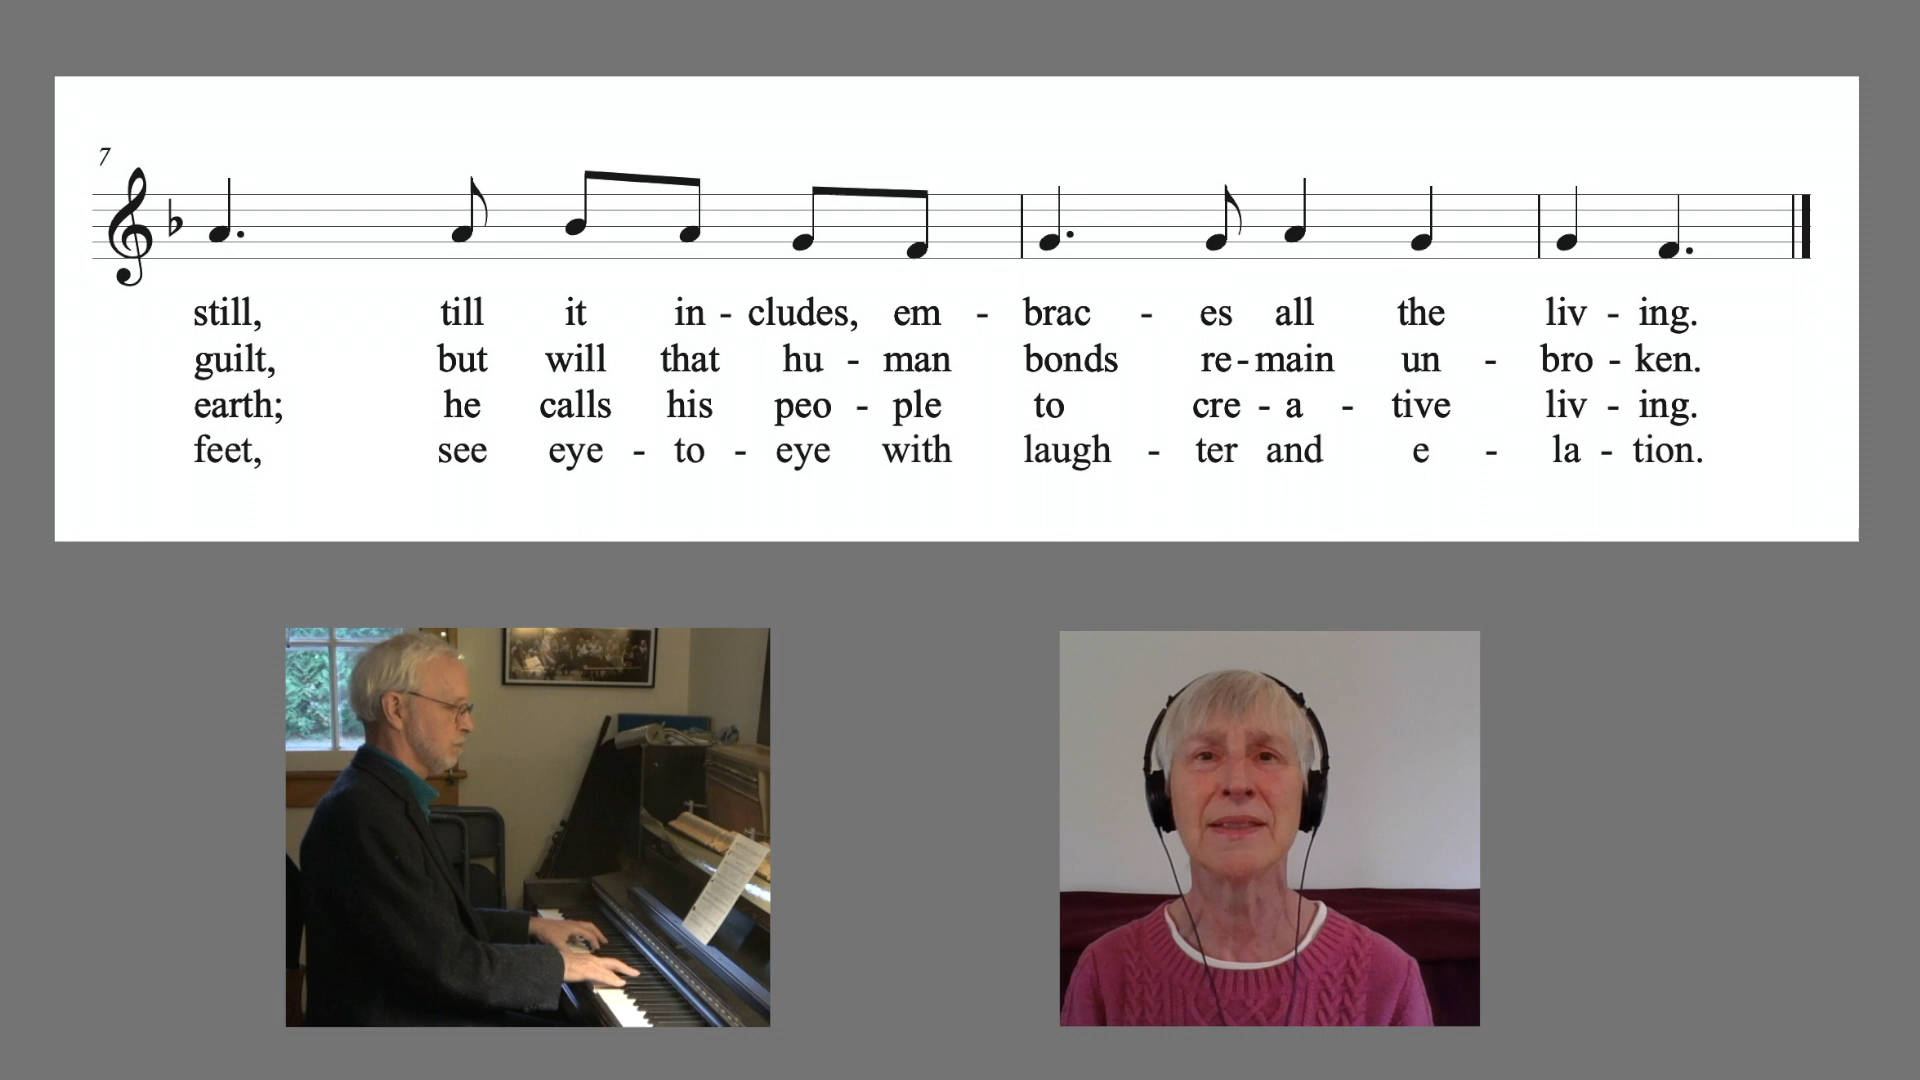 7
still, till it in - cludes, em - brac - es all the liv - ing.
guilt, but will that hu - man bonds re - main un - bro - ken.
earth; he calls his peo - ple to cre - a - tive liv - ing.
feet, see eye - to - eye with laugh - ter and e - la - tion.